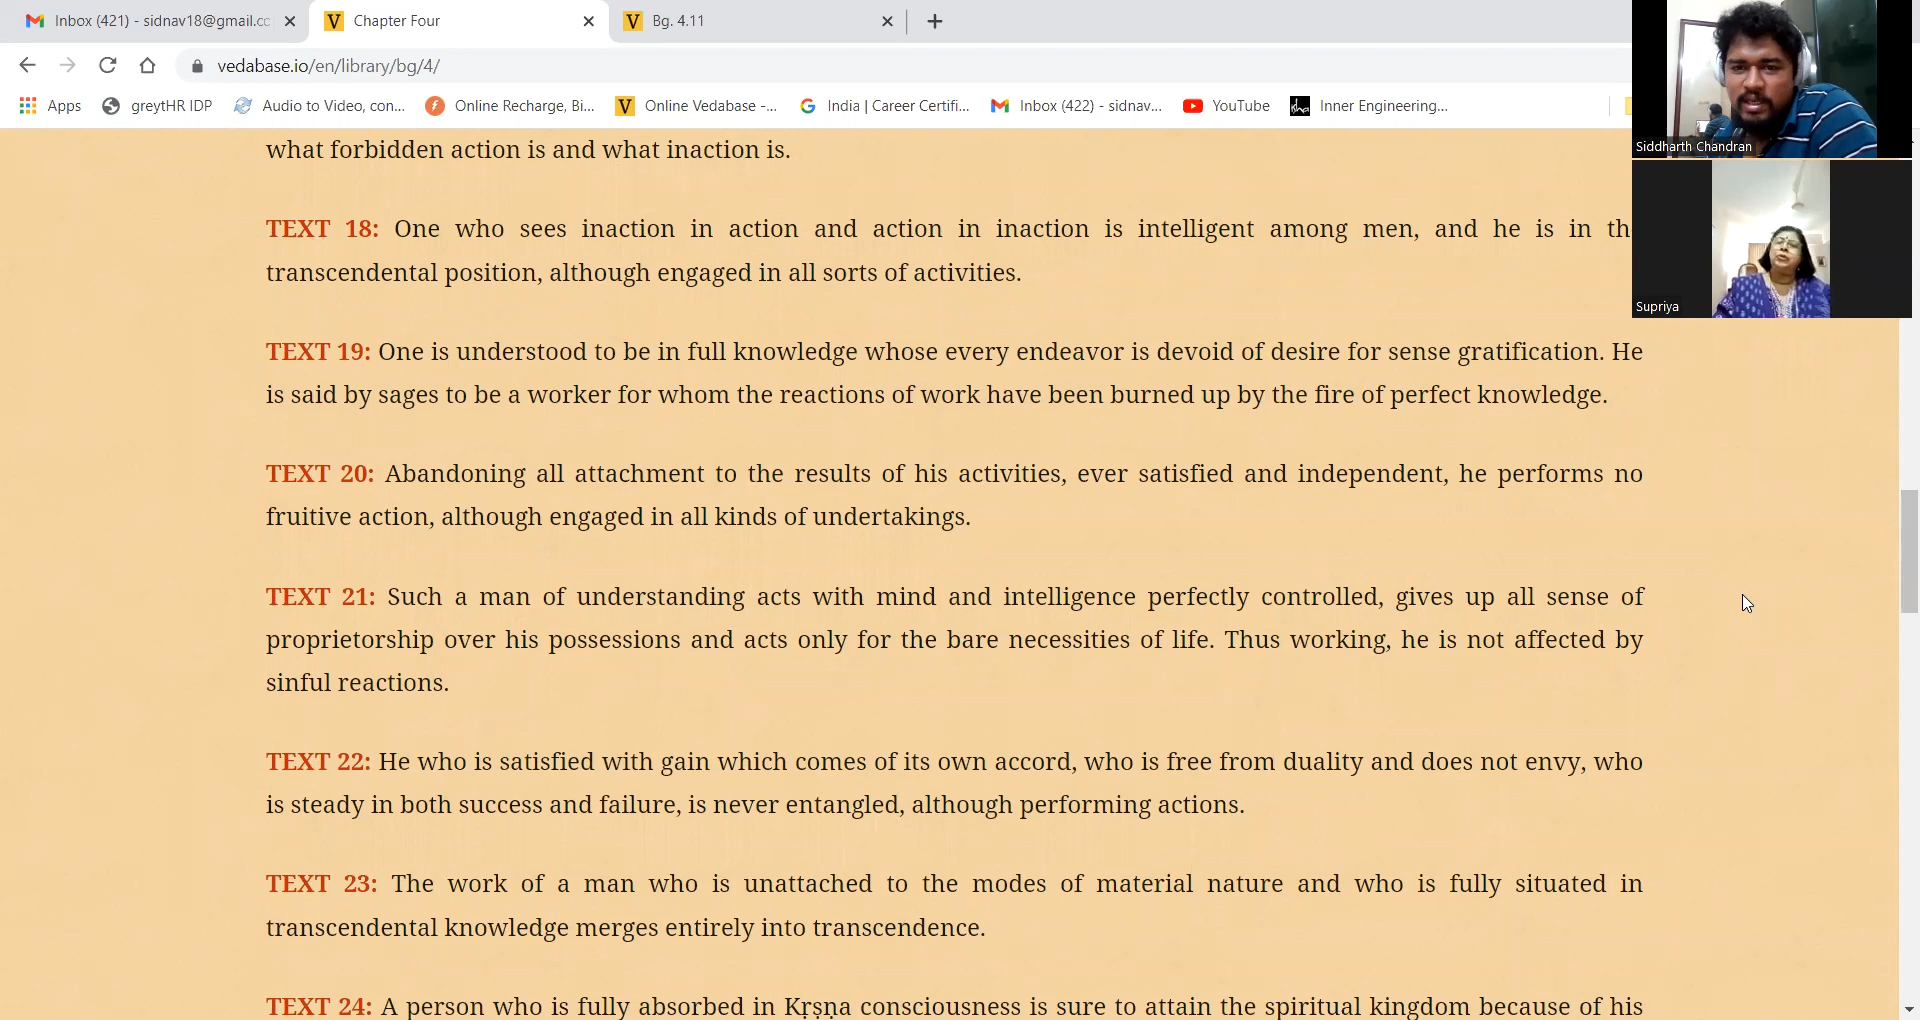 Inbox (421) - sidnav18@gmail.cc
Chapter Four
Bg. 4.11
vedabase.io/en/library/bg/4/
Apps
greytHR IDP
Audio to Video, con...
Online Recharge, Bi...
Online Vedabase -...
India | Career Certifi...
Inbox (422) - sidnav...
YouTube
Inner Engineering...
Siddharth Chandran
Supriya
what forbidden action is and what inaction is.
TEXT 18: One who sees inaction in action and action in inaction is intelligent among men, and he is in th
transcendental position, although engaged in all sorts of activities.
TEXT 19: One is understood to be in full knowledge whose every endeavor is devoid of desire for sense gratification. He
is said by sages to be a worker for whom the reactions of work have been burned up by the fire of perfect knowledge.
TEXT 20: Abandoning all attachment to the results of his activities, ever satisfied and independent, he performs no
fruitive action, although engaged in all kinds of undertakings.
TEXT 21: Such a man of understanding acts with mind and intelligence perfectly controlled, gives up all sense of
proprietorship over his possessions and acts only for the bare necessities of life. Thus working, he is not affected by
sinful reactions.
TEXT 22: He who is satisfied with gain which comes of its own accord, who is free from duality and does not envy, who
is steady in both success and failure, is never entangled, although performing actions.
TEXT 23: The work of a man who is unattached to the modes of material nature and who is fully situated in
transcendental knowledge merges entirely into transcendence.
TEXT 24: A person who is fully absorbed in Kṛṣṇa consciousness is sure to attain the spiritual kingdom because of his